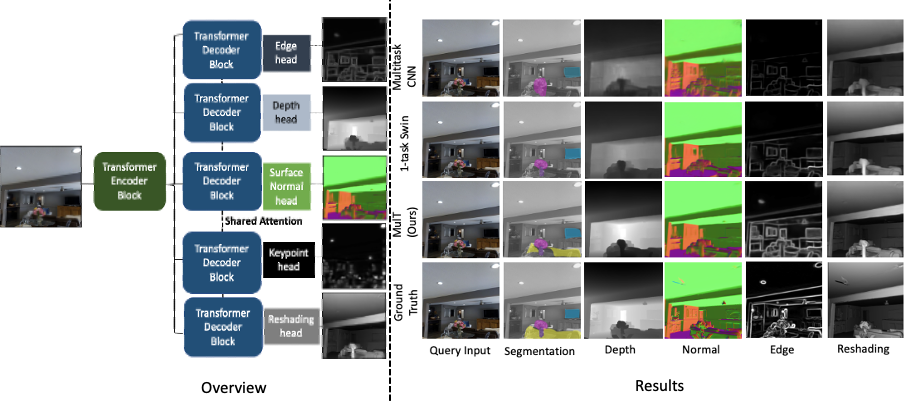 Transformer
Decoder
Block
Edge
head
Transformer
Decoder
Block
Depth
head
Transformer
Encoder
Block
Transformer
Decoder
Block
Surface
Normal
head
Shared Attention
Transformer
Decoder
Block
Keypoint
head
Transformer
Decoder
Block
Reshading
head
Overview
Multitask
CNN
1-task Swin
MuiT
(Ours)
Ground
Truth
Query Input
Segmentation
Depth
Normal
Edge
Reshading
Results